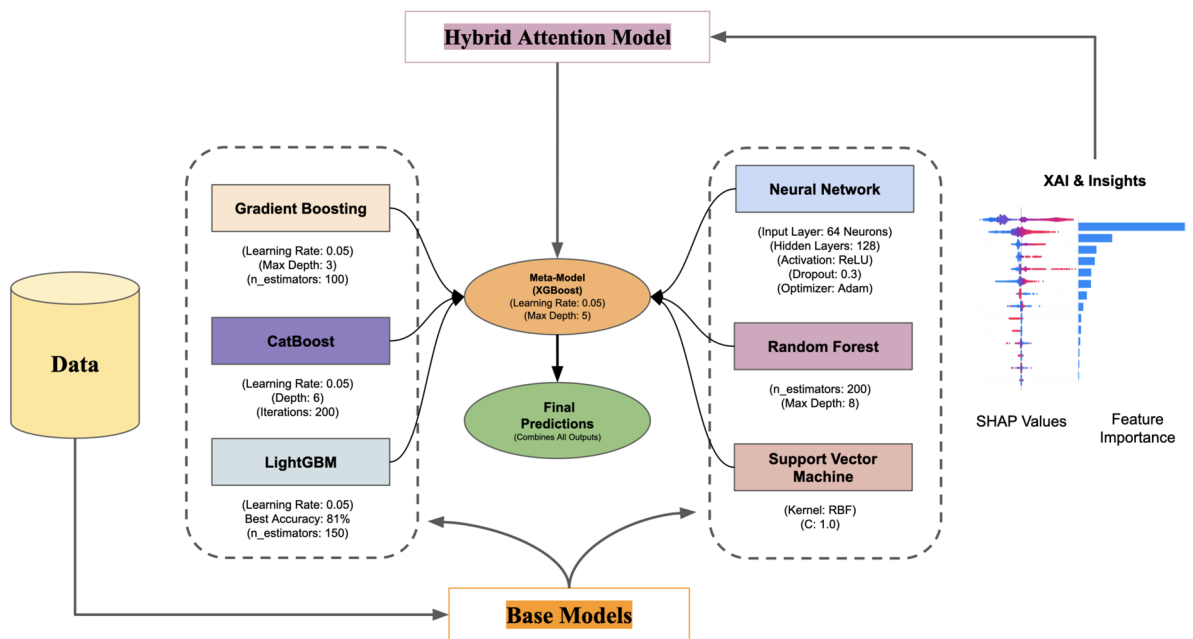 Hybrid Attention Model
Data
Gradient Boosting
(Learning Rate: 0.05)
(Max Depth: 3)
(n_estimators: 100)
CatBoost
(Learning Rate: 0.05)
(Depth: 6)
(Iterations: 200)
LightGBM
(Learning Rate: 0.05)
Best Accuracy: 81%
(n_estimators: 150)
Meta-Model
(XGBoost)
(Learning Rate: 0.05)
(Max Depth: 5)
Final
Predictions
(Combines All Outputs)
Neural Network
(Input Layer: 64 Neurons)
(Hidden Layers: 128)
(Activation: ReLU)
(Dropout: 0.3)
(Optimizer: Adam)
Random Forest
(n_estimators: 200)
(Max Depth: 8)
Support Vector
Machine
(Kernel: RBF)
(C: 1.0)
XAI & Insights
SHAP Values
Feature
Importance
Base Models